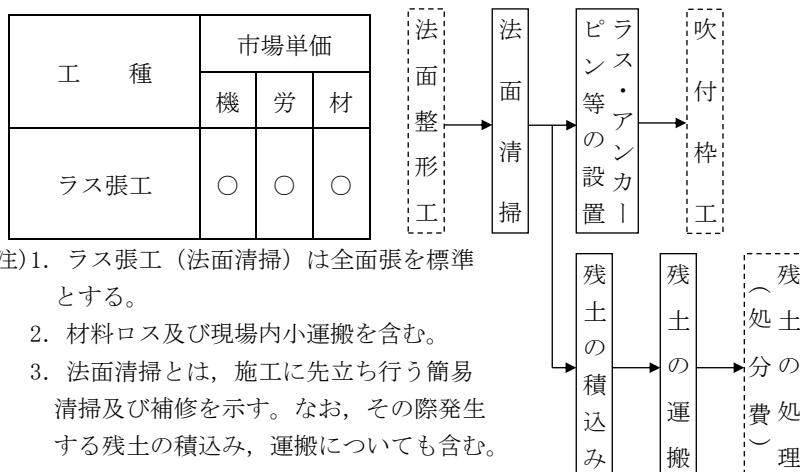 工　種
市場単価
機 労 材
ラス張工 ○ ○ ○
法面整形工
法面清掃
ラス・アンカー
ピン等の設置
吹付枠工
残土の積込み
残土の運搬
残土の処理
（処分費）
注)1. ラス張工（法面清掃）は全面張を標準
とする。
2. 材料ロス及び現場内小運搬を含む。
3. 法面清掃とは，施工に先立ち行う簡易
清掃及び補修を示す。なお，その際発生
する残土の積込み，運搬についても含む。